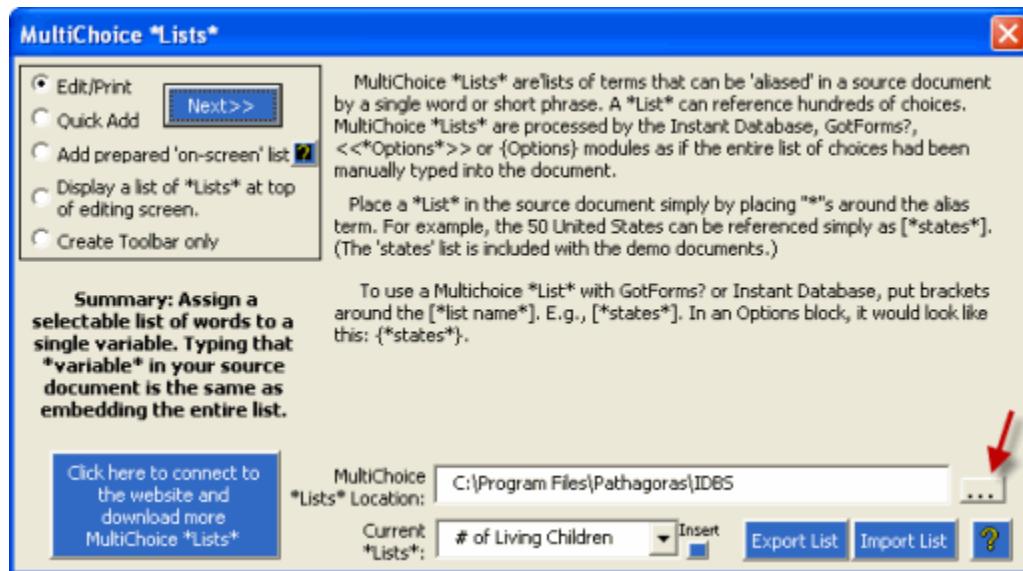 MultiChoice *Lists*
Edit/Print
Next>>
Quick Add
Add prepared 'on-screen' list ?
Display a list of *Lists* at top
of editing screen.
Create Toolbar only
MultiChoice *Lists* are'lists of terms that can be 'aliased' in a source document
by a single word or short phrase. A *List* can reference hundreds of choices.
MultiChoice *Lists* are processed by the Instant Database, GotForms?,
<<*Options*>> or {Options} modules as if the entire list of choices had been
manually typed into the document.
Place a *List* in the source document simply by placing "*"s around the alias
term. For example, the 50 United States can be referenced simply as [*states*].
(The 'states' list is included with the demo documents.)
To use a Multichoice *List* with GotForms? or Instant Database, put brackets
around the [*list name*]. E.g., [*states*]. In an Options block, it would look like
this: {*states*}.
Summary: Assign a
selectable list of words to a
single variable. Typing that
*variable* in your source
document is the same as
embedding the entire list.
Click here to connect to
the website and
download more
MultiChoice *Lists*
MultiChoice
*Lists* Location:
C:\Program Files\Pathagoras\IDBS
...
Current
*Lists*:
# of Living Children
Insert
Export List
Import List
?